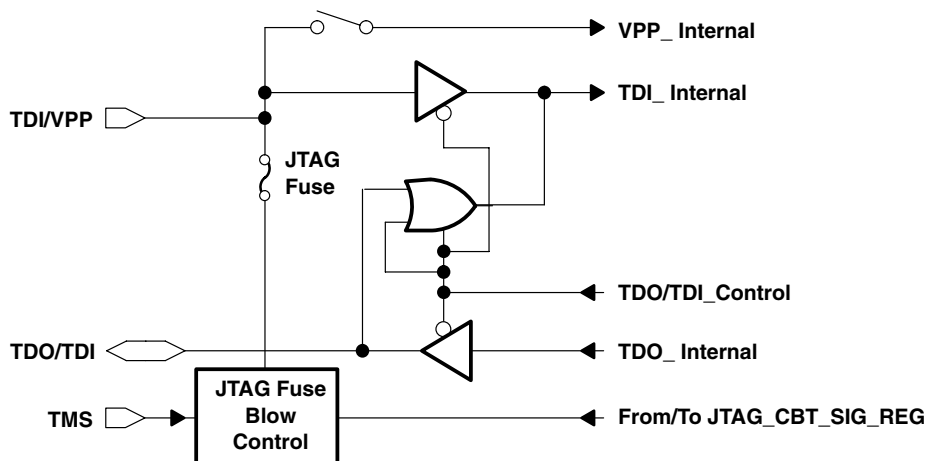 VPP_ Internal
TDI_ Internal
TDI/VPP
JTAG
Fuse
TDO/TDI_Control
TDO/TDI
TDO_ Internal
JTAG Fuse
Blow
Control
TMS
From/To JTAG_CBT_SIG_REG